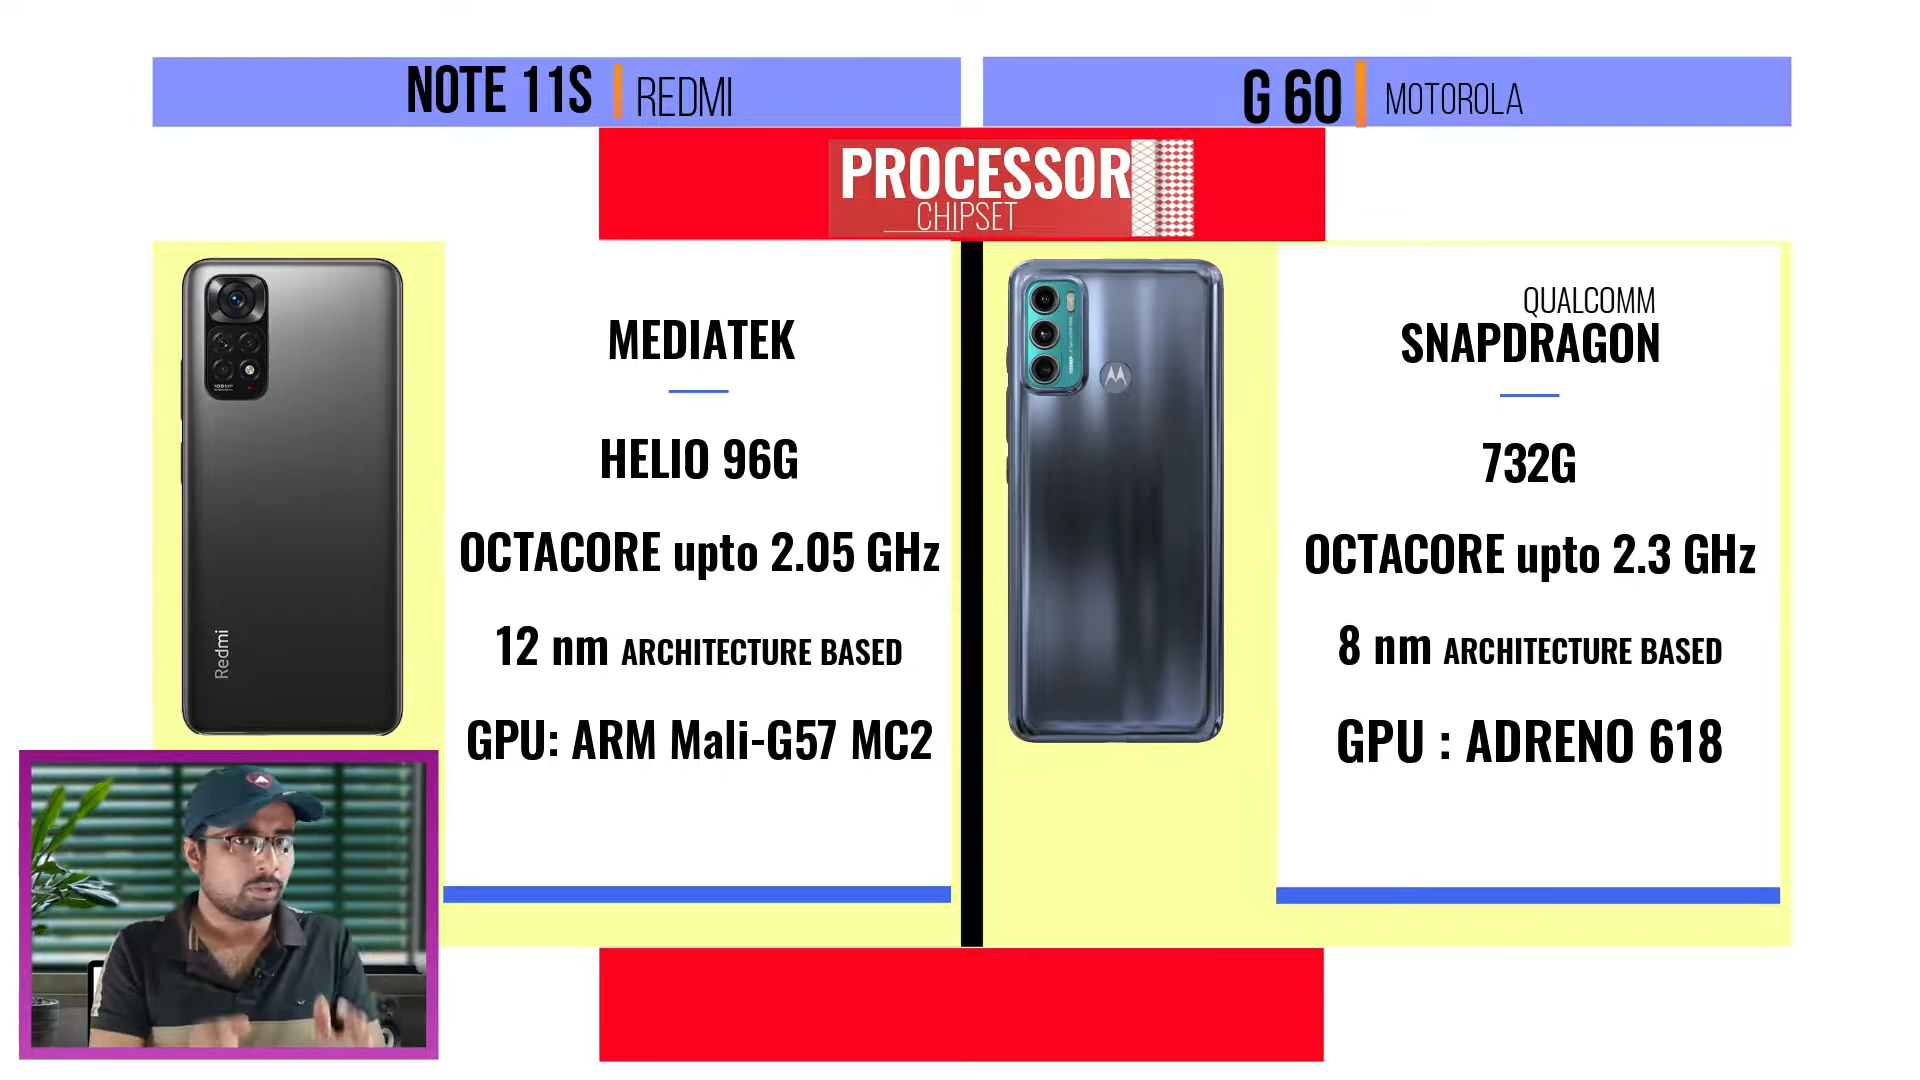 NOTE 11S REDMI
G 60 MOTOROLA
PROCESSOR
CHIPSET
MEDIATEK
HELIO 96G
OCTACORE upto 2.05 GHz
12 nm ARCHITECTURE BASED
GPU: ARM Mali-G57 MC2
QUALCOMM
SNAPDRAGON
732G
OCTACORE upto 2.3 GHz
8 nm ARCHITECTURE BASED
GPU : ADRENO 618
Redmi
108MP